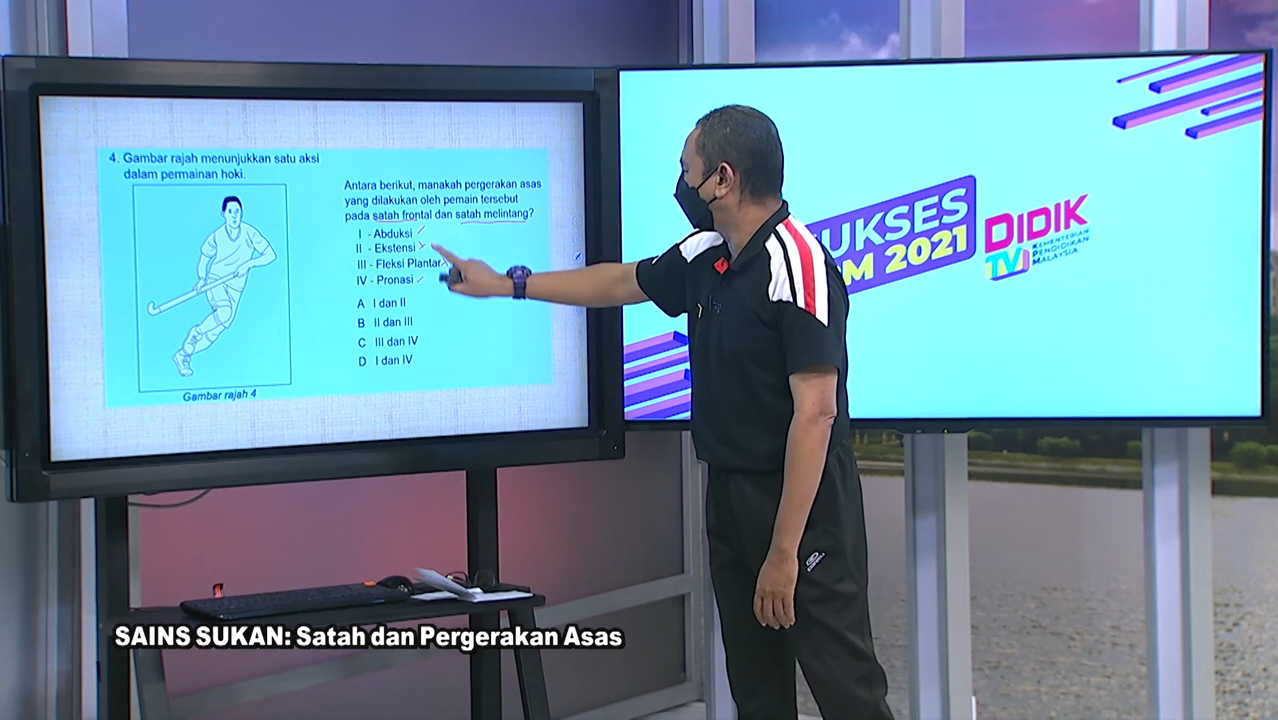 4. Gambar rajah menunjukkan satu aksi
dalam permainan hoki.
Antara berikut, manakah pergerakan asas
yang dilakukan oleh pemain tersebut
pada satah frontal dan satah melintang?
I - Abduksi
II - Ekstensi
III - Fleksi Plantar
IV - Pronasi
A I dan II
B II dan III
C III dan IV
D I dan IV
Gambar rajah 4
UKSES
M 2021
DIDIK
TV
KEMENTERIAN
PENDIDIKAN
MALAYSIA
SAINS SUKAN: Satah dan Pergerakan Asas